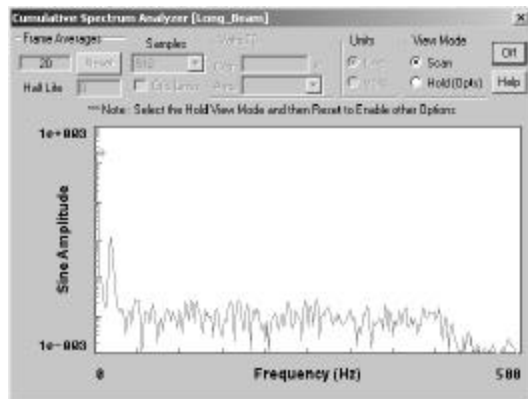 Cumulative Spectrum Analyzer [Long_Beam]
Frame Averages
20 Reset
Half Life
Samples
512
Units
View Mode
Scan
Hold (Opts)
Off
Help
***Note : Select the Hold View Mode and then Reset to Enable other Options
1e+003
Sine Amplitude
1e-003
0
Frequency (Hz)
500